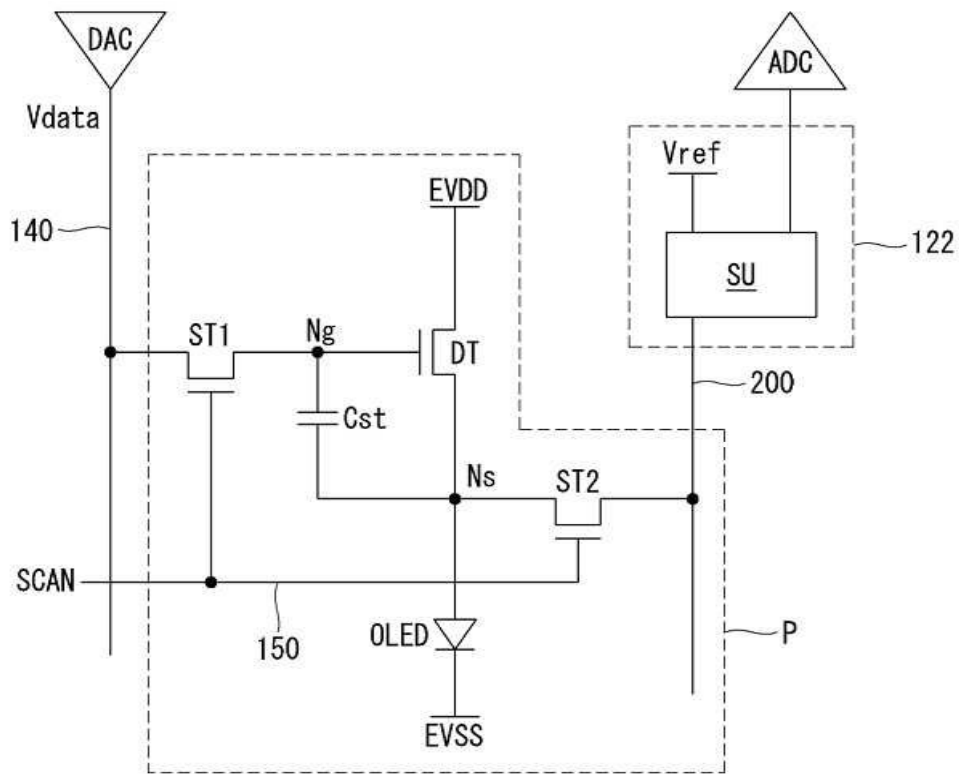 DAC
ADC
Vdata
Vref
EVDD
140
SU
122
ST1
Ng
DT
200
Cst
Ns
ST2
SCAN
150
OLED
P
EVSS